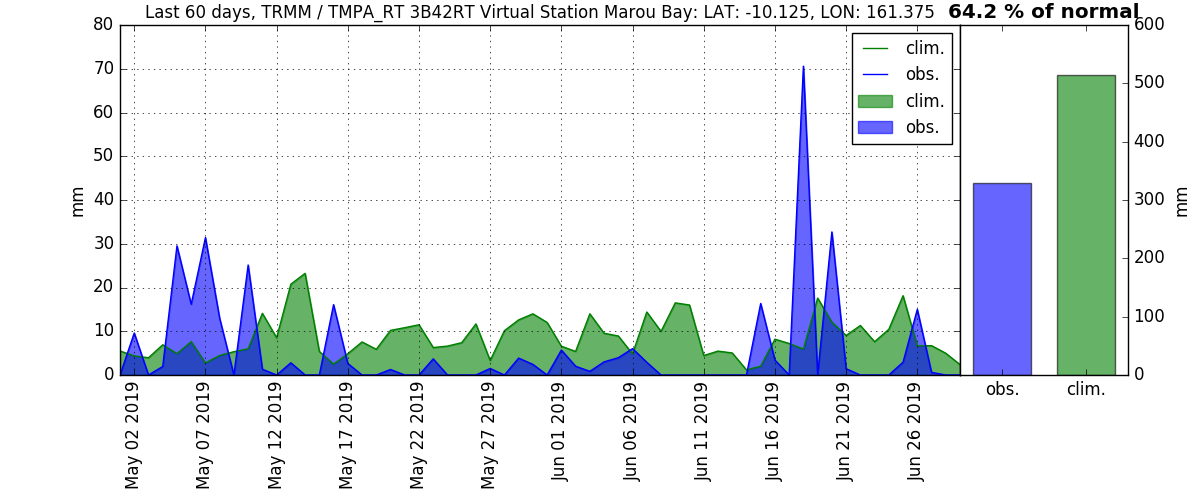 Last 60 days, TRMM / TMPA_RT 3B42RT Virtual Station Marou Bay: LAT: -10.125, LON: 161.375
64.2 % of normal
mm
80
70
60
50
40
30
20
10
0
clim.
obs.
clim.
obs.
May 02 2019
May 07 2019
May 12 2019
May 17 2019
May 22 2019
May 27 2019
Jun 01 2019
Jun 06 2019
Jun 11 2019
Jun 16 2019
Jun 21 2019
Jun 26 2019
obs.
clim.
600
500
400
300
200
100
0
mm